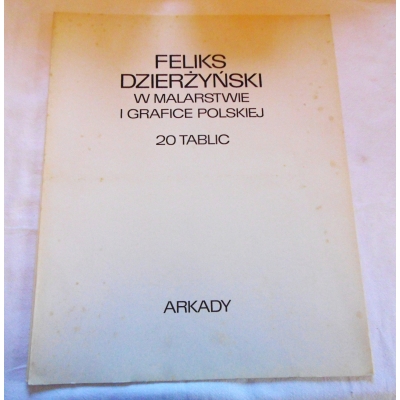 FELIKS
DZIERŻYŃSKI
W MALARSTWIE
I GRAFICE POLSKIEJ
20 TABLIC
ARKADY